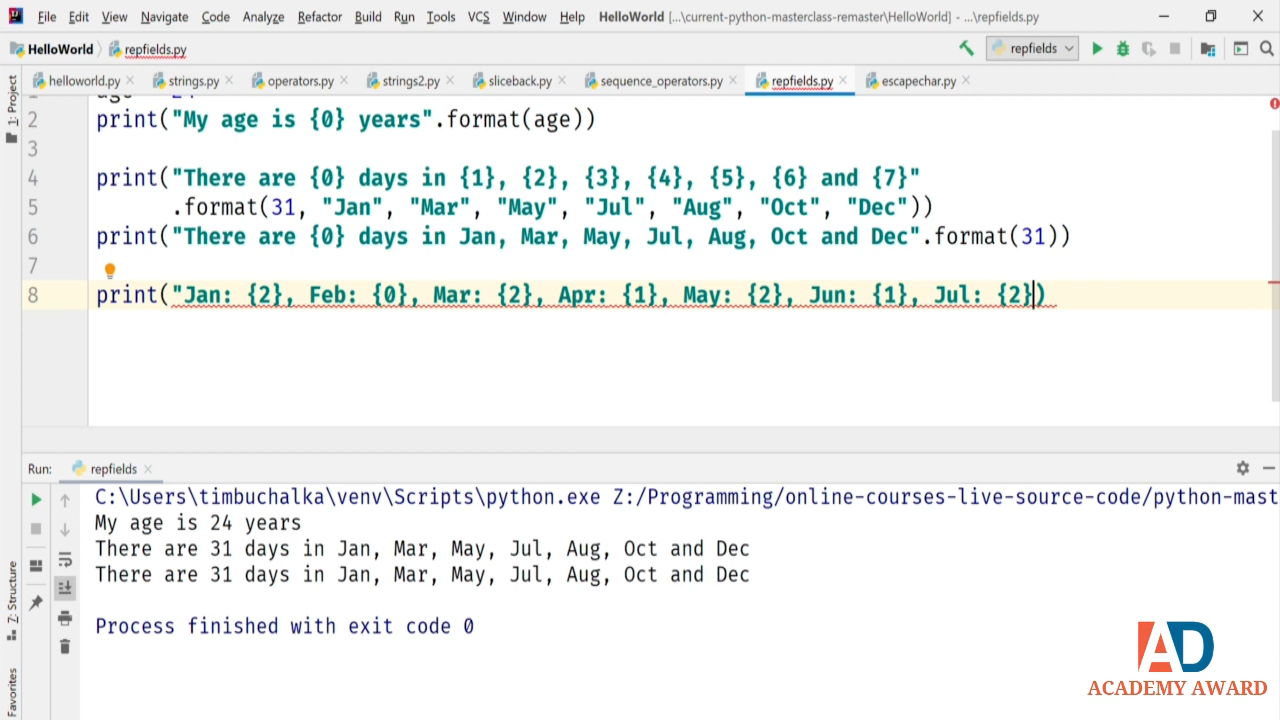 File Edit View Navigate Code Analyze Refactor Build Run Tools VCS Window Help HelloWorld [...\current-python-masterclass-remaster\HelloWorld] - ...\repfields.py
HelloWorld repfields.py repfields
helloworld.py strings.py operators.py strings2.py sliceback.py sequence_operators.py repfields.py escapechar.py
1: Project
2 print("My age is {0} years".format(age))
3
4 print("There are {0} days in {1}, {2}, {3}, {4}, {5}, {6} and {7}"
5 .format(31, "Jan", "Mar", "May", "Jul", "Aug", "Oct", "Dec"))
6 print("There are {0} days in Jan, Mar, May, Jul, Aug, Oct and Dec".format(31))
7
8 print("Jan: {2}, Feb: {0}, Mar: {2}, Apr: {1}, May: {2}, Jun: {1}, Jul: {2})
Run: repfields
C:\Users\timbuchalka\venv\Scripts\python.exe Z:/Programming/online-courses-live-source-code/python-mast
My age is 24 years
There are 31 days in Jan, Mar, May, Jul, Aug, Oct and Dec
There are 31 days in Jan, Mar, May, Jul, Aug, Oct and Dec
Process finished with exit code 0
Z: Structure
Favorites
AD
ACADEMY AWARD